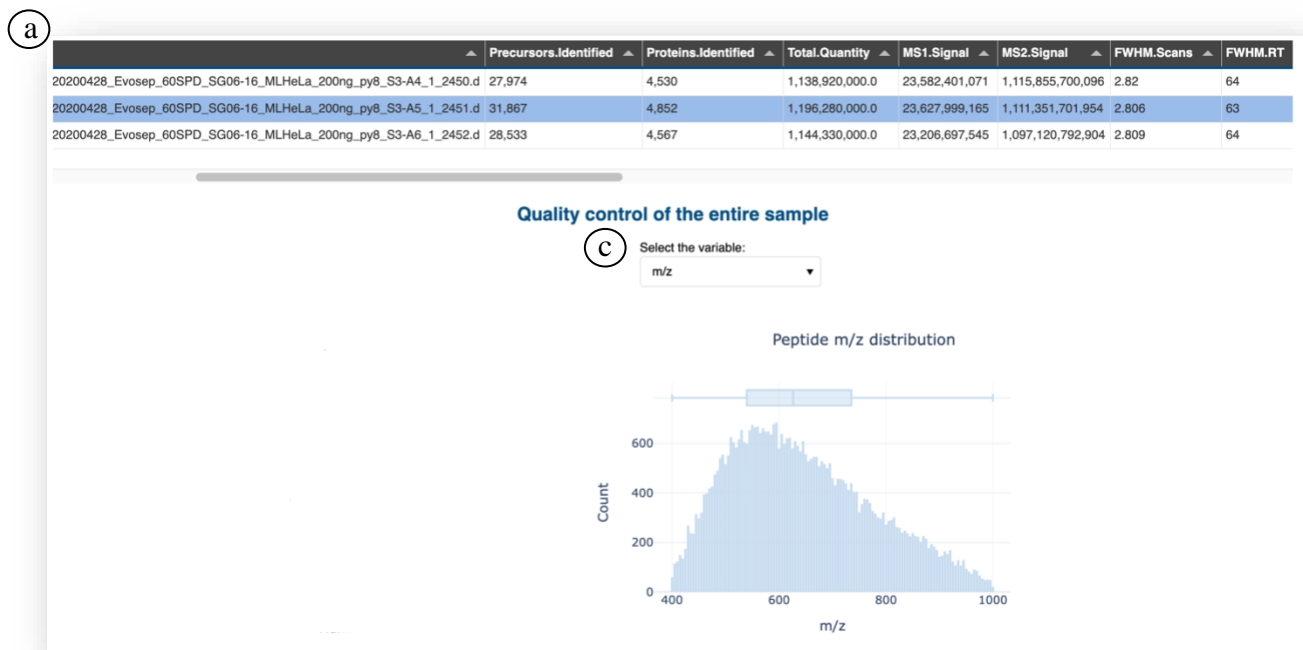 a
Precursors.Identified Proteins.Identified Total.Quantity MS1.Signal MS2.Signal FWHM.Scans FWHM.RT
20200428_Evosep_60SPD_SG06-16_MLHeLa_200ng_py8_S3-A4_1_2450.d 27,974 4,530 1,138,920,000.0 23,582,401,071 1,115,855,700,096 2.82 64
20200428_Evosep_60SPD_SG06-16_MLHeLa_200ng_py8_S3-A5_1_2451.d 31,867 4,852 1,196,280,000.0 23,627,999,165 1,111,351,701,954 2.806 63
20200428_Evosep_60SPD_SG06-16_MLHeLa_200ng_py8_S3-A6_1_2452.d 28,533 4,567 1,144,330,000.0 23,206,697,545 1,097,120,792,904 2.809 64
Quality control of the entire sample
c
Select the variable:
m/z
Peptide m/z distribution
600
400
200
0
Count
400 600 800 1000
m/z